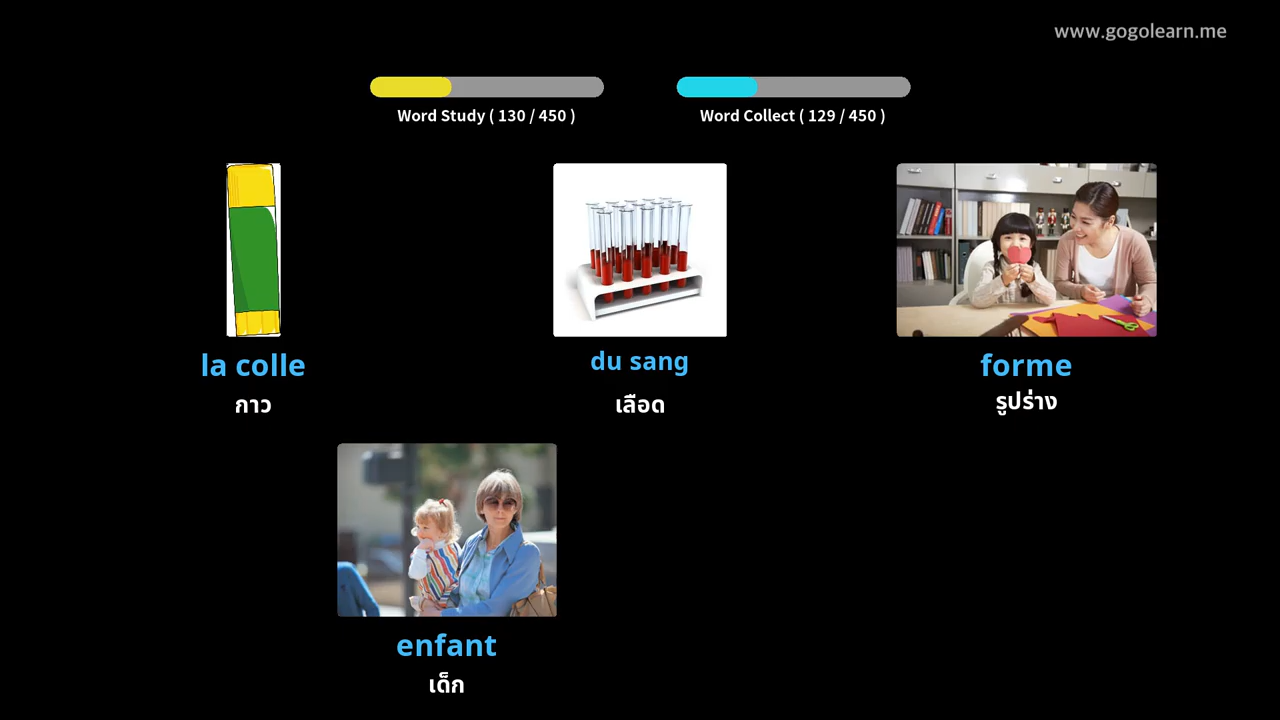 www.gogolearn.me
Word Study ( 130 / 450 )
Word Collect ( 129 / 450 )
la colle
กาว
du sang
เลือด
forme
รูปร่าง
enfant
เด็ก